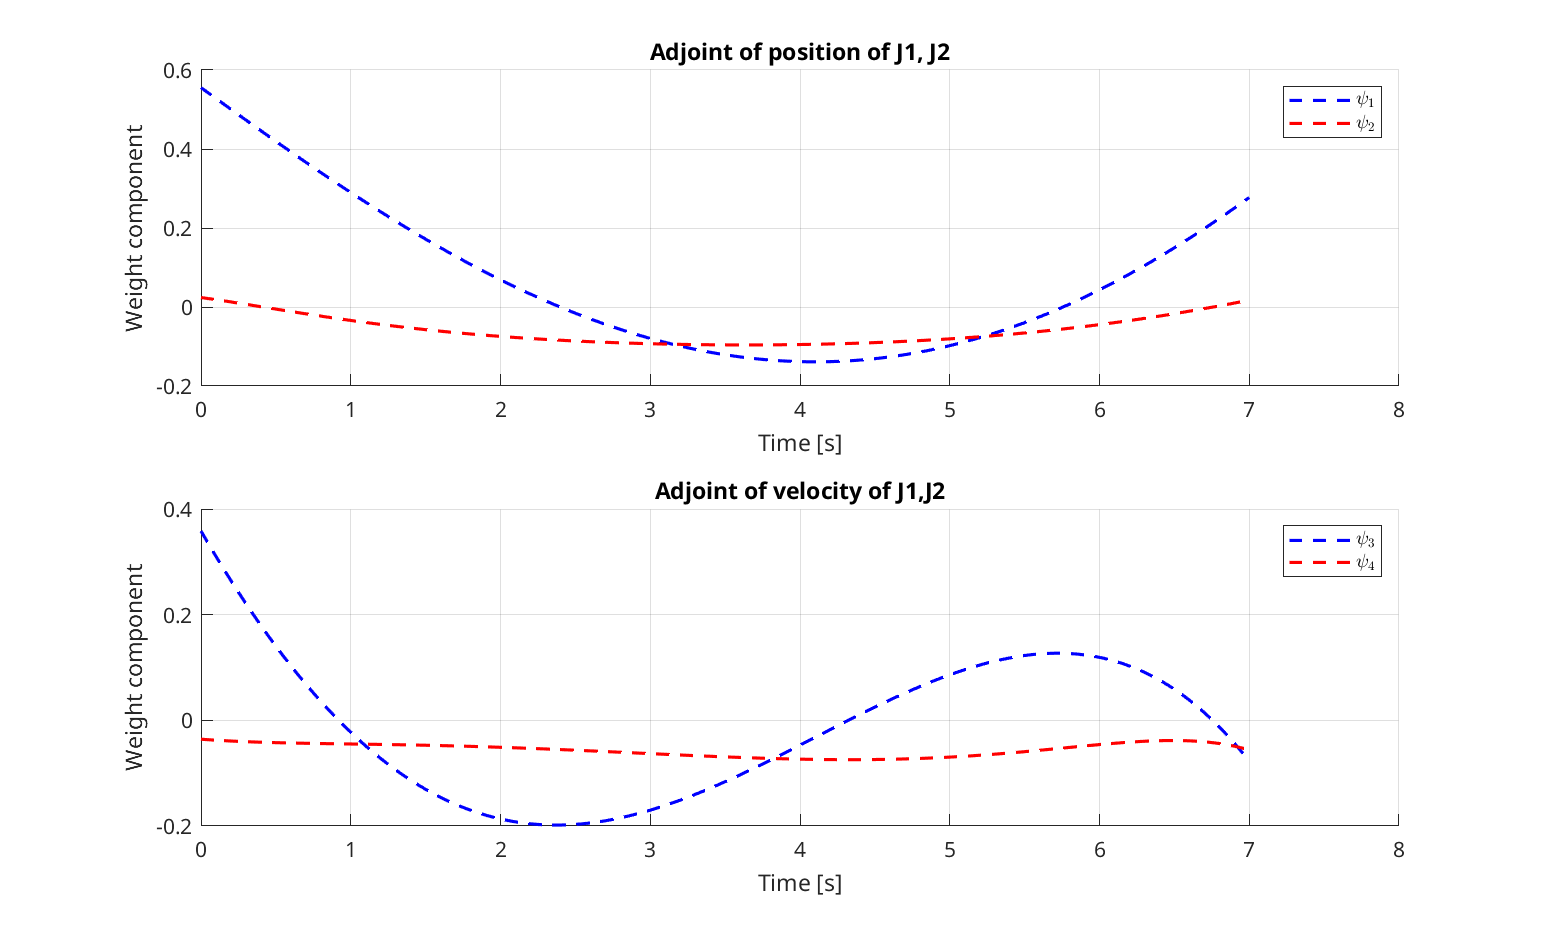 Adjoint of position of J1, J2
0.6
0.4
0.2
0
-0.2
Weight component
ψ1
ψ2
0 1 2 3 4 5 6 7 8
Time [s]
Adjoint of velocity of J1,J2
0.4
0.2
0
-0.2
Weight component
ψ3
ψ4
0 1 2 3 4 5 6 7 8
Time [s]